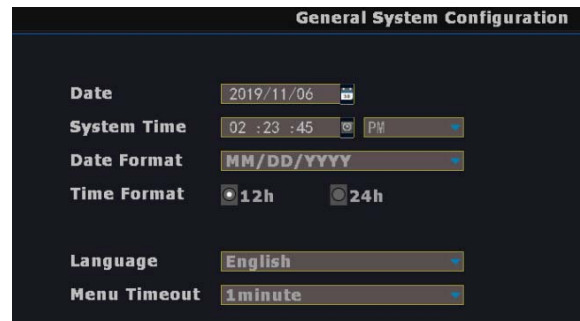 General System Configuration
Date 2019/11/06
System Time 02 :23 :45 PM
Date Format MM/DD/YYYY
Time Format 12h 24h
Language English
Menu Timeout 1minute